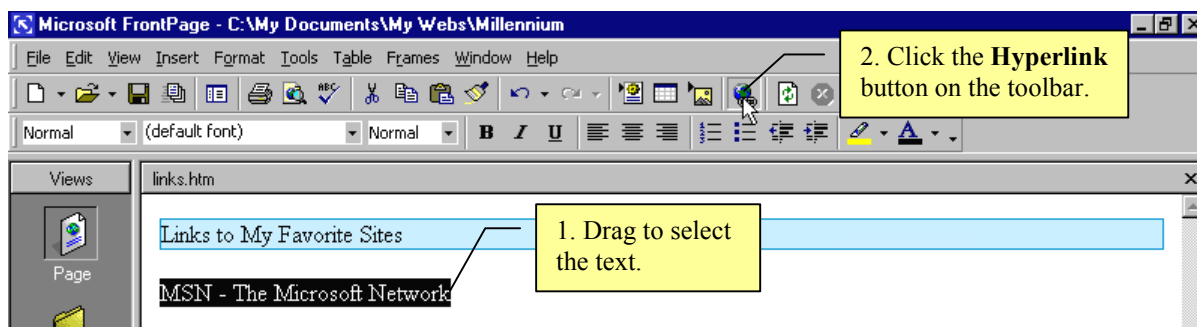 Microsoft FrontPage - C:\My Documents\My Webs\Millennium
File Edit View Insert Format Tools Table Frames Window Help
2. Click the Hyperlink
button on the toolbar.
ABC
Normal (default font) Normal B I U A
Views links.htm
Links to My Favorite Sites
1. Drag to select
the text.
Page
MSN - The Microsoft Network